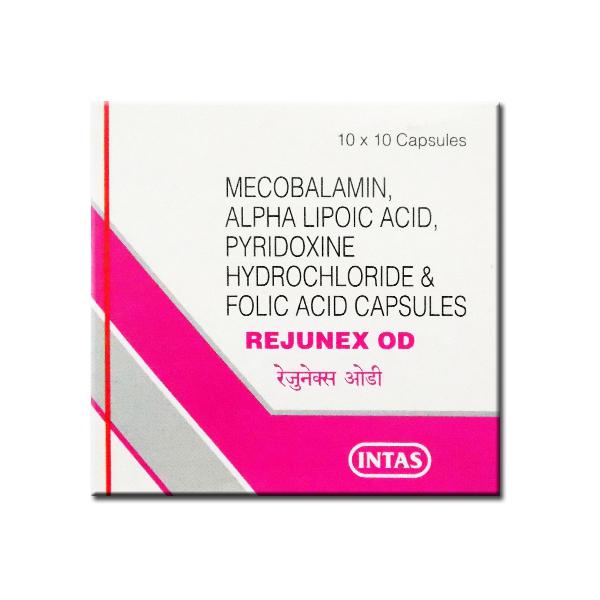 10 x 10 Capsules
MECOBALAMIN,
ALPHA LIPOIC ACID,
PYRIDOXINE
HYDROCHLORIDE &
FOLIC ACID CAPSULES
REJUNEX OD
रेजुनेक्स ओडी
INTAS